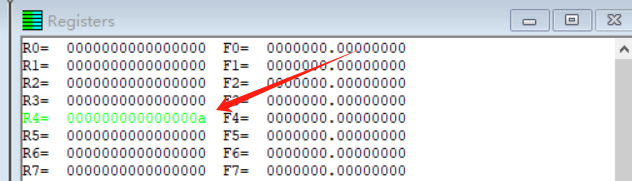 Registers
R0= 0000000000000000 F0= 0000000.00000000
R1= 0000000000000000 F1= 0000000.00000000
R2= 0000000000000000 F2= 0000000.00000000
R3= 0000000000000000 F3= 0000000.00000000
R4= 000000000000000a F4= 0000000.00000000
R5= 0000000000000000 F5= 0000000.00000000
R6= 0000000000000000 F6= 0000000.00000000
R7= 0000000000000000 F7= 0000000.00000000